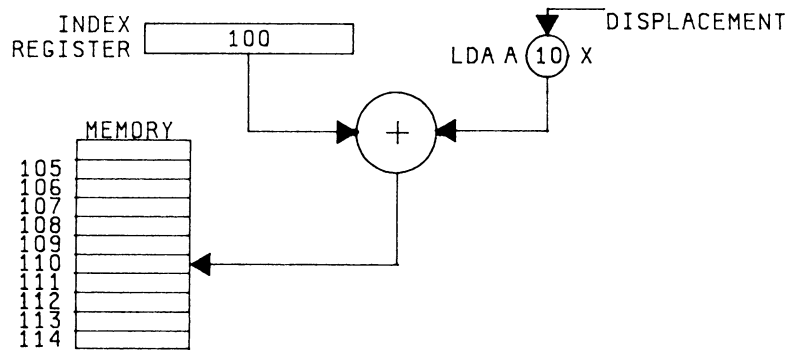 INDEX
REGISTER
100
DISPLACEMENT
LDA A 10 X
+
MEMORY
105
106
107
108
109
110
111
112
113
114